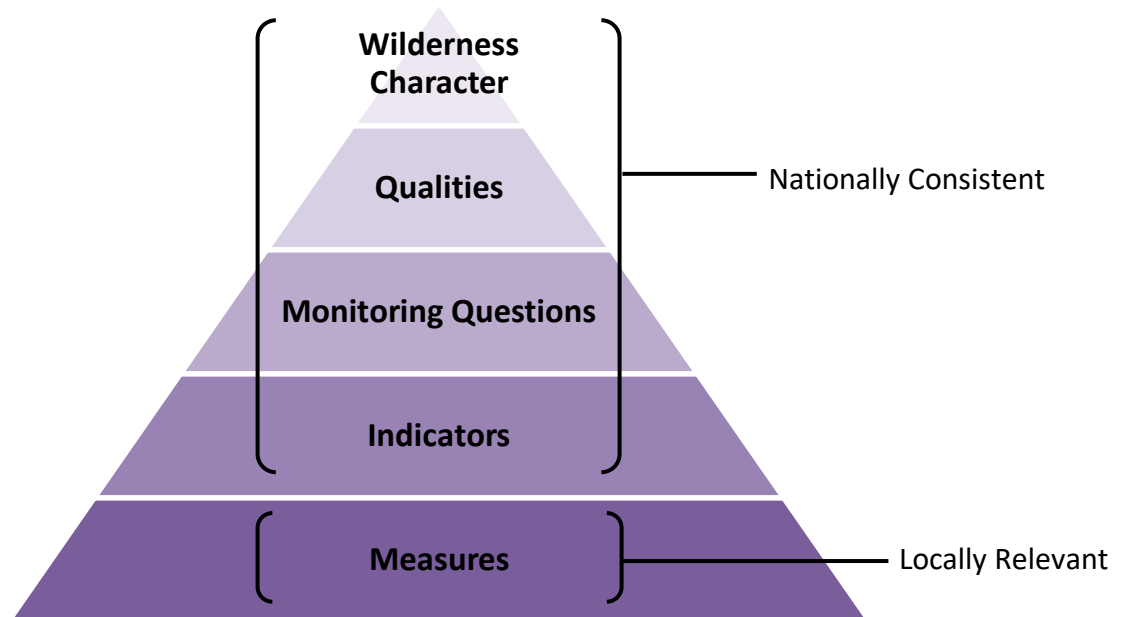 Wilderness
Character
Qualities
Nationally Consistent
Monitoring Questions
Indicators
Measures
Locally Relevant